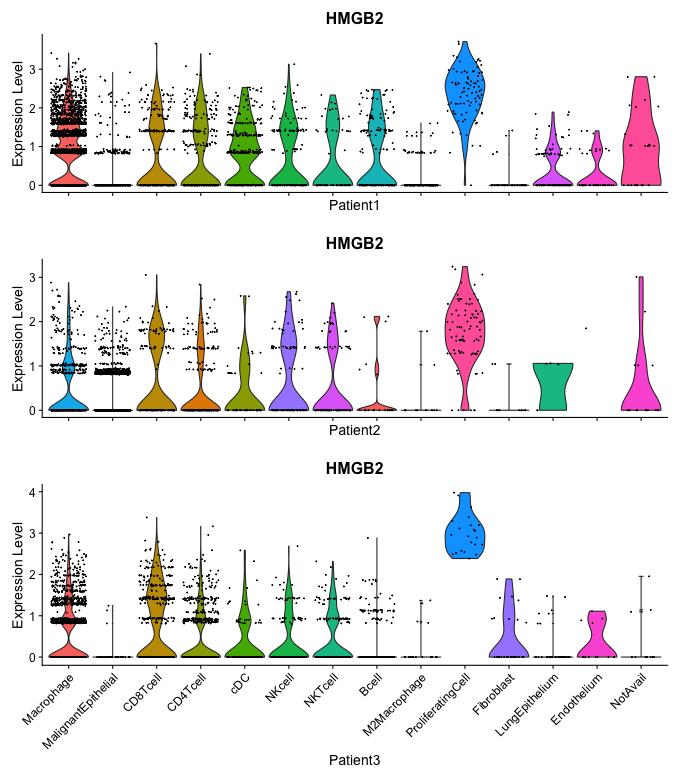 HMGB2
Expression Level
3
2
1
0
Patient1
HMGB2
Expression Level
3
2
1
0
Patient2
HMGB2
Expression Level
4
3
2
1
0
Macrophage
MalignantEpithelial
CD8Tcell
CD4Tcell
cDC
NKcell
NKTcell
Bcell
M2Macrophage
ProliferatingCell
Fibroblast
LungEpithelium
Endothelium
NotAvail
Patient3